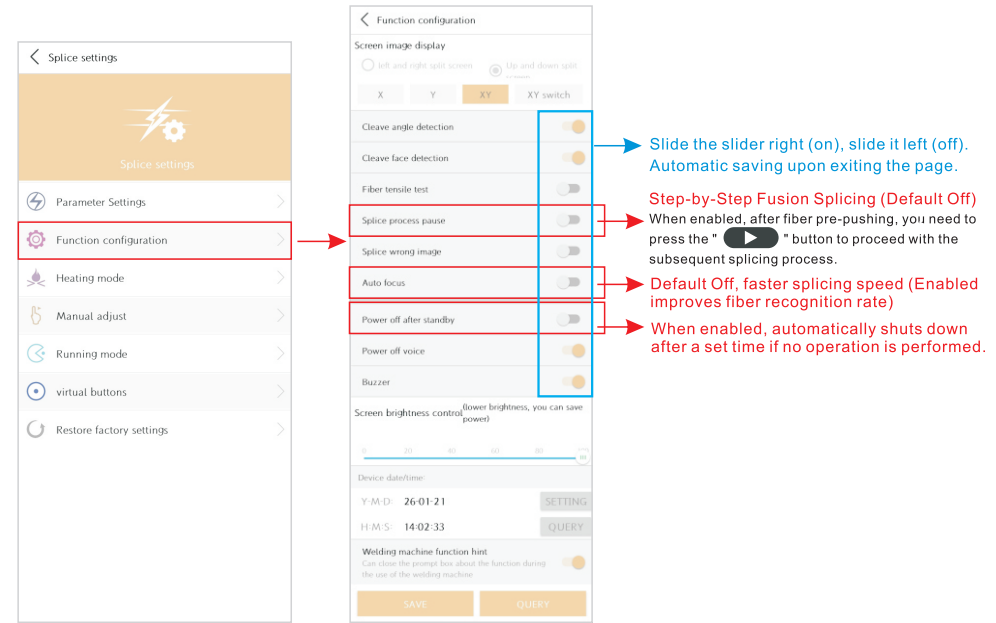 Splice settings
Splice settings
Parameter Settings
Function configuration
Heating mode
Manual adjust
Running mode
virtual buttons
Restore factory settings
Function configuration
Screen image display
left and right split screen
Up and down split
X
Y
XY
XY switch
Cleave angle detection
Cleave face detection
Fiber tensile test
Splice process pause
Splice wrong image
Auto focus
Power off after standby
Power off voice
Buzzer
Screen brightness control (lower brightness, you can save
power)
0 20 40 60 80
Device date/time:
Y-M-D: 26-01-21 SETTING
H:M:S: 14:02:33 QUERY
Welding machine function hint
Can close the prompt box about the function during
the use of the welding machine
SAVE
QUERY
Slide the slider right (on), slide it left (off).
Automatic saving upon exiting the page.
Step-by-Step Fusion Splicing (Default Off)
When enabled, after fiber pre-pushing, you need to
press the " " button to proceed with the
subsequent splicing process.
Default Off, faster splicing speed (Enabled
improves fiber recognition rate)
When enabled, automatically shuts down
after a set time if no operation is performed.